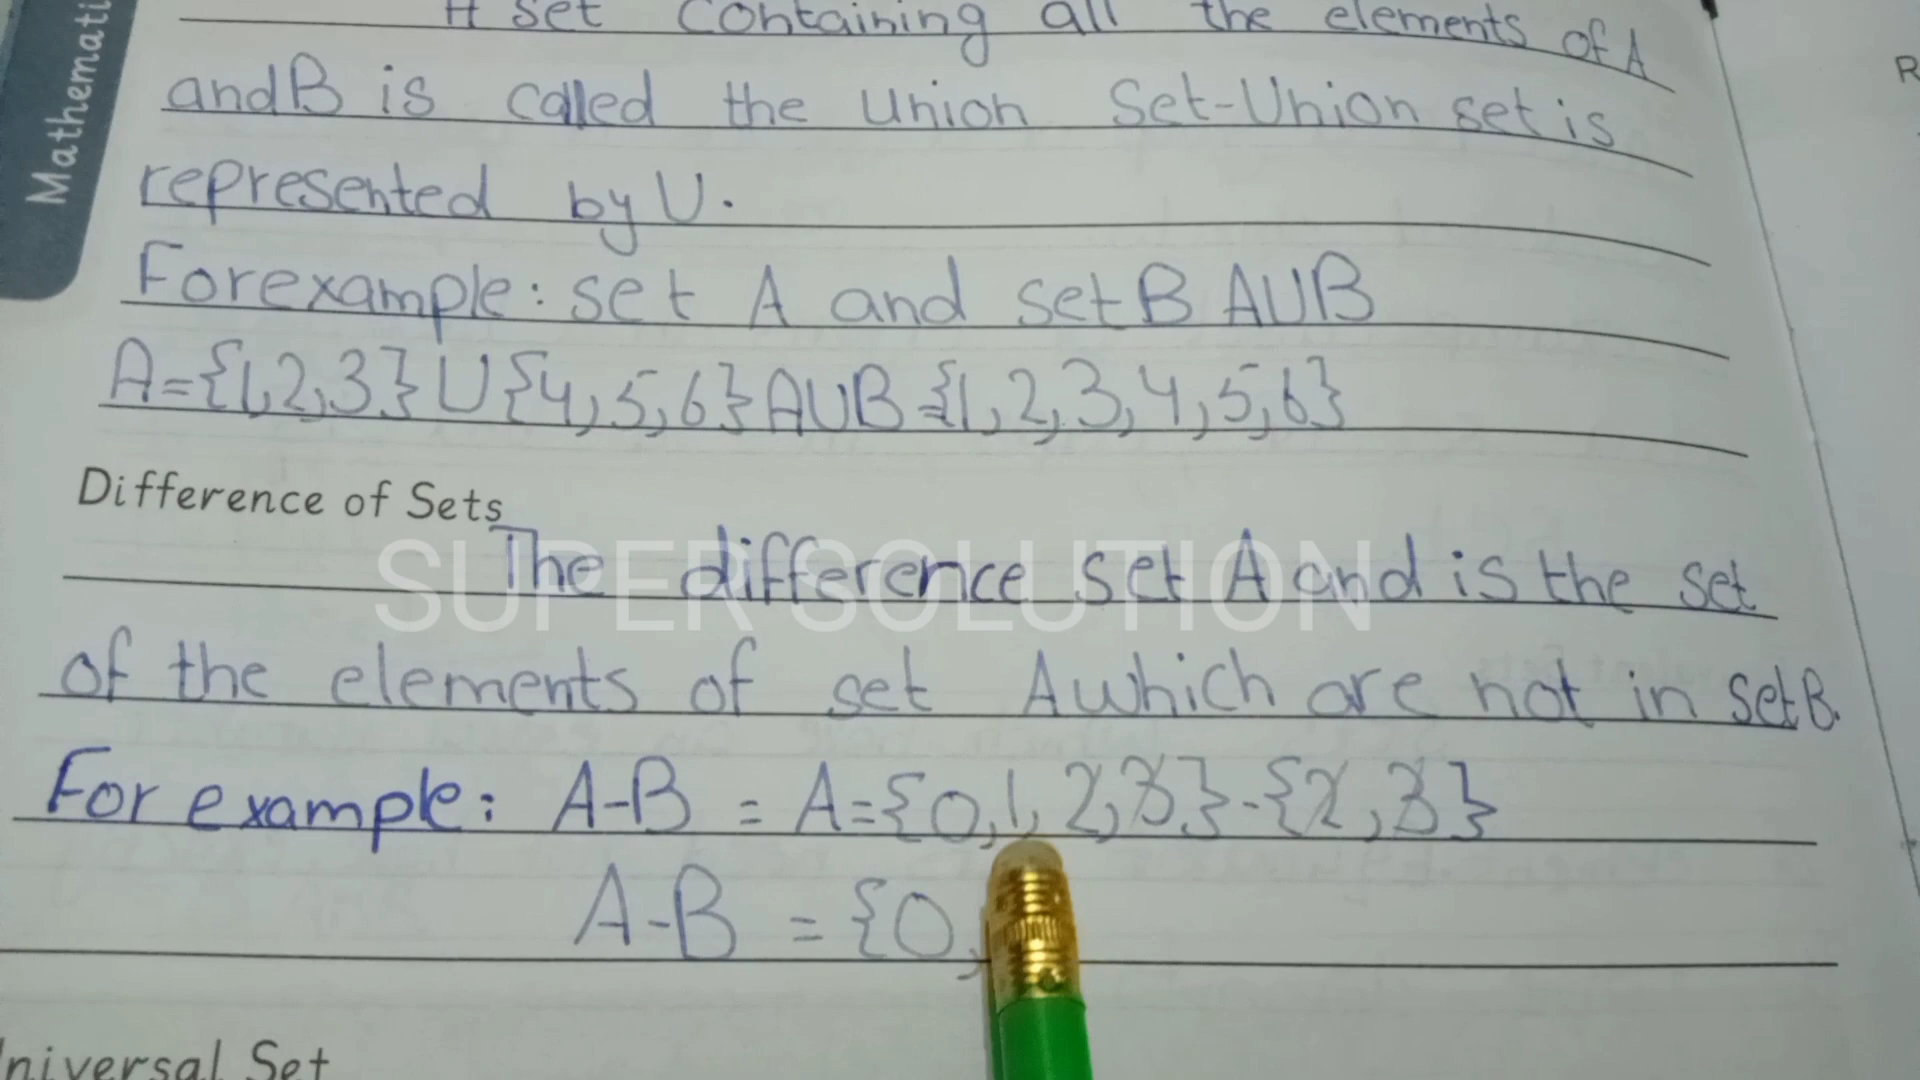 A set containing all the elements of A
and B is called the union Set-Union set is
represented by U.
For example: set A and set B AUB
A={1,2,3}U{4,5,6}AUB={1,2,3,4,5,6}
Difference of Sets
The difference set A and is the set
of the elements of set A which are not in set B.
For example: A-B = A={0,1,2,3}-{2,3}
A-B = {0,
niversal Set
Mathemati
R
SUPER SOLUTION